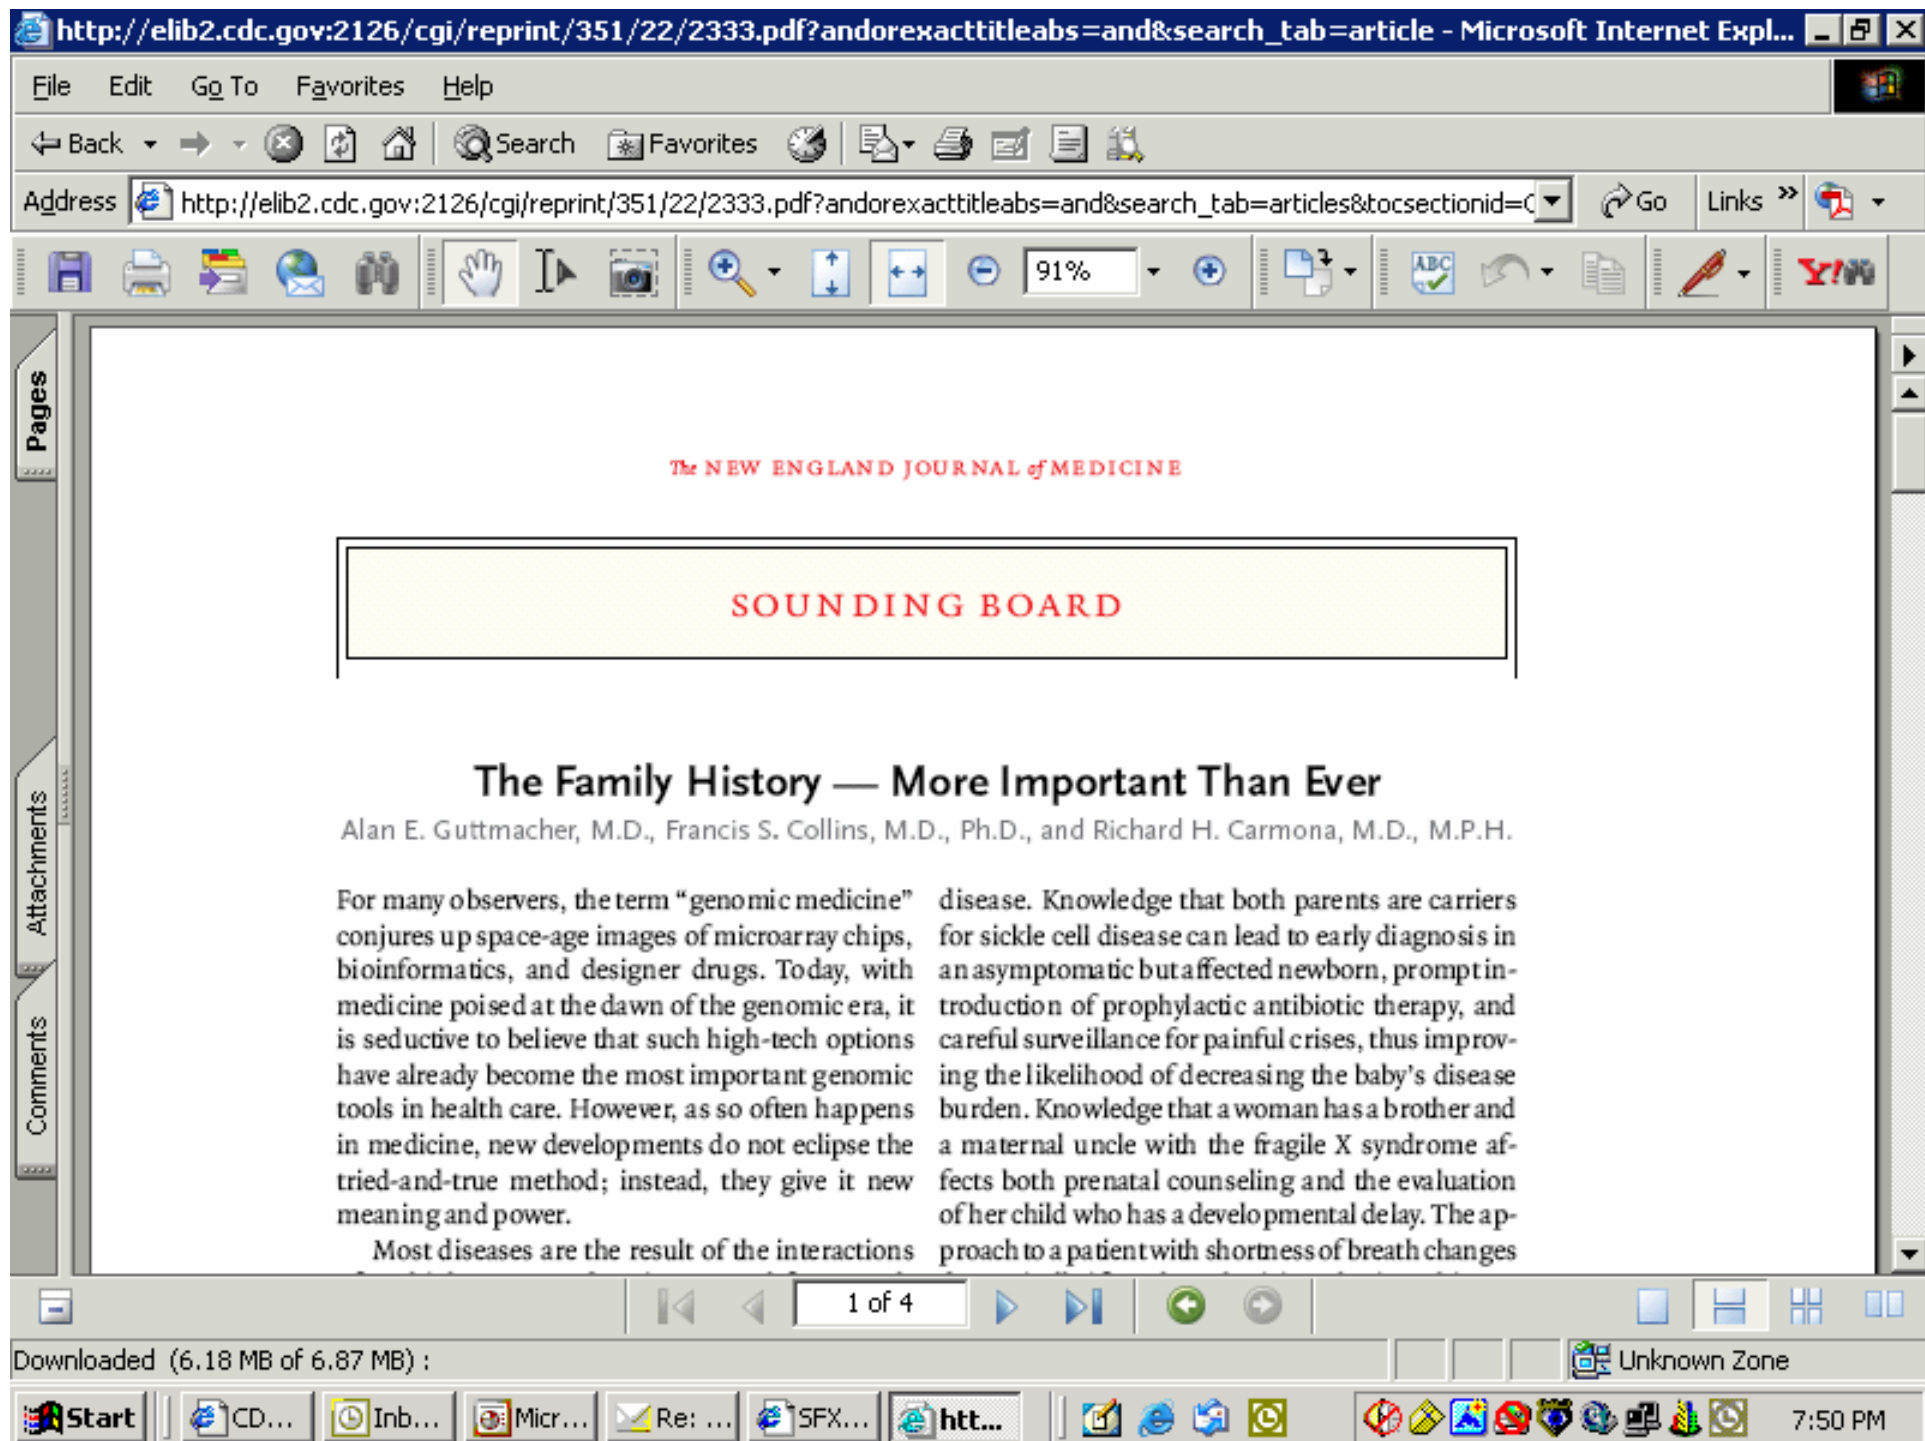 http://elib2.cdc.gov:2126/cgi/reprint/351/22/2333.pdf?andorexacttitleabs=and&search_tab=article - Microsoft Internet Expl...
File Edit Go To Favorites Help
Back Search Favorites
Address http://elib2.cdc.gov:2126/cgi/reprint/351/22/2333.pdf?andorexacttitleabs=and&search_tab=articles&tocsectionid= Go Links »
91% ABC Y!
Pages
Attachments
Comments
The NEW ENGLAND JOURNAL of MEDICINE
SOUNDING BOARD
The Family History — More Important Than Ever
Alan E. Guttmacher, M.D., Francis S. Collins, M.D., Ph.D., and Richard H. Carmona, M.D., M.P.H.
For many observers, the term “genomic medicine”
conjures up space-age images of microarray chips,
bioinformatics, and designer drugs. Today, with
medicine poised at the dawn of the genomic era, it
is seductive to believe that such high-tech options
have already become the most important genomic
tools in health care. However, as so often happens
in medicine, new developments do not eclipse the
tried-and-true method; instead, they give it new
meaning and power.
Most diseases are the result of the interactions
disease. Knowledge that both parents are carriers
for sickle cell disease can lead to early diagnosis in
an asymptomatic but affected newborn, prompt in-
troduction of prophylactic antibiotic therapy, and
careful surveillance for painful crises, thus improv-
ing the likelihood of decreasing the baby’s disease
burden. Knowledge that a woman has a brother and
a maternal uncle with the fragile X syndrome af-
fects both prenatal counseling and the evaluation
of her child who has a developmental delay. The ap-
proach to a patient with shortness of breath changes
1 of 4
Downloaded (6.18 MB of 6.87 MB) : Unknown Zone
Start CD... Inb... Micr... Re: ... SFX... htt... 7:50 PM